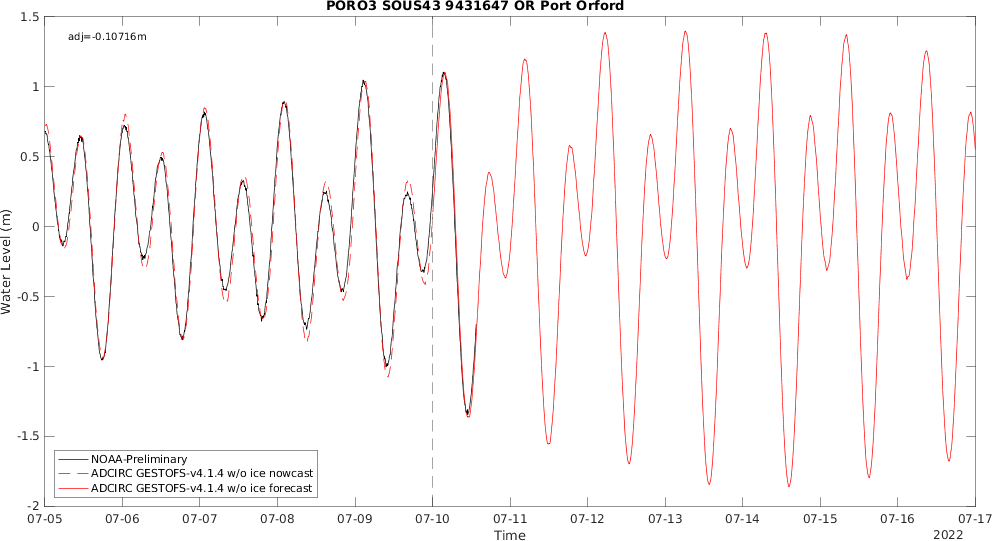 PORO3 SOUS43 9431647 OR Port Orford
adj=-0.10716m
1.5
1
0.5
0
-0.5
-1
-1.5
-2
Water Level (m)
NOAA-Preliminary
ADCIRC GESTOFS-v4.1.4 w/o ice nowcast
ADCIRC GESTOFS-v4.1.4 w/o ice forecast
07-05 07-06 07-07 07-08 07-09 07-10 07-11 07-12 07-13 07-14 07-15 07-16 07-17
Time
2022